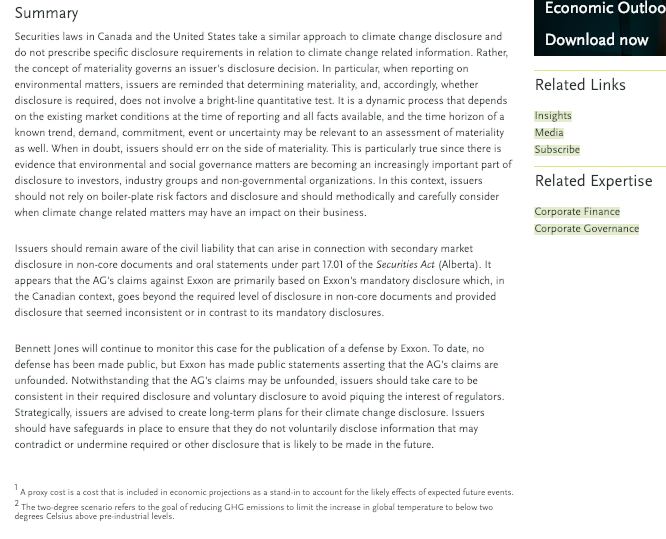 Summary
Securities laws in Canada and the United States take a similar approach to climate change disclosure and
do not prescribe specific disclosure requirements in relation to climate change related information. Rather,
the concept of materiality governs an issuer's disclosure decision. In particular, when reporting on
environmental matters, issuers are reminded that determining materiality, and, accordingly, whether
disclosure is required, does not involve a bright-line quantitative test. It is a dynamic process that depends
on the existing market conditions at the time of reporting and all facts available, and the time horizon of a
known trend, demand, commitment, event or uncertainty may be relevant to an assessment of materiality
as well. When in doubt, issuers should err on the side of materiality. This is particularly true since there is
evidence that environmental and social governance matters are becoming an increasingly important part of
disclosure to investors, industry groups and non-governmental organizations. In this context, issuers
should not rely on boiler-plate risk factors and disclosure and should methodically and carefully consider
when climate change related matters may have an impact on their business.
Issuers should remain aware of the civil liability that can arise in connection with secondary market
disclosure in non-core documents and oral statements under part 17.01 of the Securities Act (Alberta). It
appears that the AG's claims against Exxon are primarily based on Exxon's mandatory disclosure which, in
the Canadian context, goes beyond the required level of disclosure in non-core documents and provided
disclosure that seemed inconsistent or in contrast to its mandatory disclosures.
Bennett Jones will continue to monitor this case for the publication of a defense by Exxon. To date, no
defense has been made public, but Exxon has made public statements asserting that the AG's claims are
unfounded. Notwithstanding that the AG's claims may be unfounded, issuers should take care to be
consistent in their required disclosure and voluntary disclosure to avoid piquing the interest of regulators.
Strategically, issuers are advised to create long-term plans for their climate change disclosure. Issuers
should have safeguards in place to ensure that they do not voluntarily disclose information that may
contradict or undermine required or other disclosure that is likely to be made in the future.
1 A proxy cost is a cost that is included in economic projections as a stand-in to account for the likely effects of expected future events.
2 The two-degree scenario refers to the goal of reducing GHG emissions to limit the increase in global temperature to below two
degrees Celsius above pre-industrial levels.
Economic Outloo
Download now
Related Links
Insights
Media
Subscribe
Related Expertise
Corporate Finance
Corporate Governance